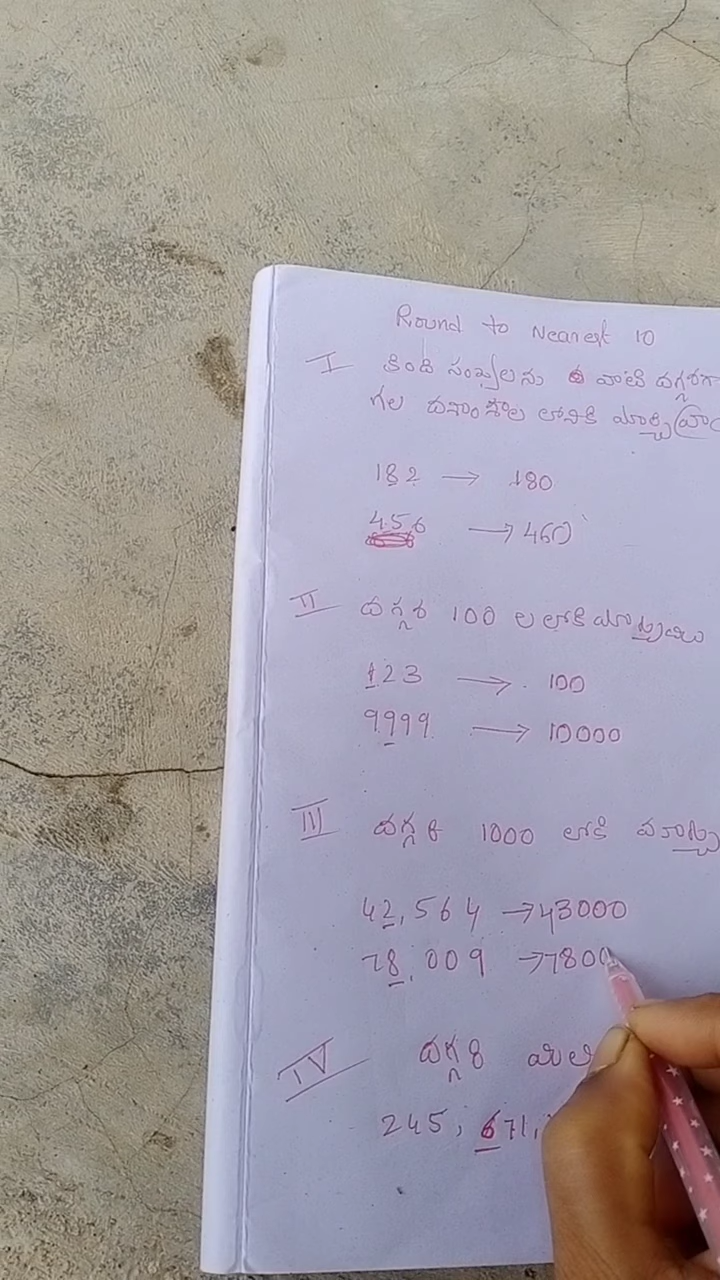 Round to Nearest 10
I కింది సంఖ్యలను వాటి దగ్గరగా
గల దశాంశాల లోనికి మార్చి వ్రా
182 → 180
456 → 460
II దగ్గర 100 ల లోకి మార్చుము
123 → 100
9999 → 10000
III దగ్గర 1000 లోకి మార్చు
42,564 → 43000
78,009 → 7800
IV దగ్గర
245, 671,